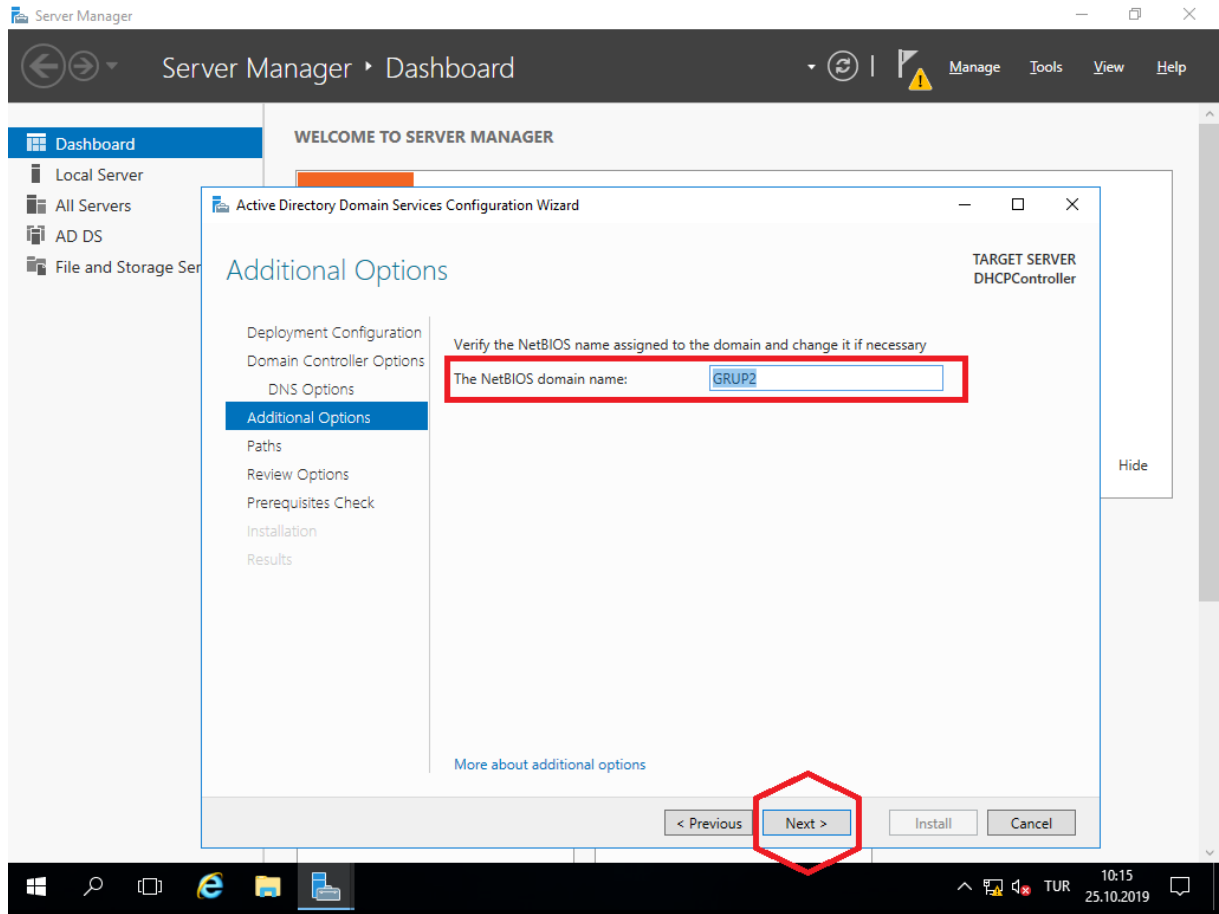 Server Manager
Server Manager ‣ Dashboard
Manage Tools View Help
Dashboard
Local Server
All Servers
AD DS
File and Storage Ser
WELCOME TO SERVER MANAGER
Hide
Active Directory Domain Services Configuration Wizard
Additional Options
TARGET SERVER
DHCPController
Deployment Configuration
Domain Controller Options
DNS Options
Additional Options
Paths
Review Options
Prerequisites Check
Installation
Results
Verify the NetBIOS name assigned to the domain and change it if necessary
The NetBIOS domain name: GRUP2
More about additional options
< Previous Next > Install Cancel
TUR
10:15
25.10.2019